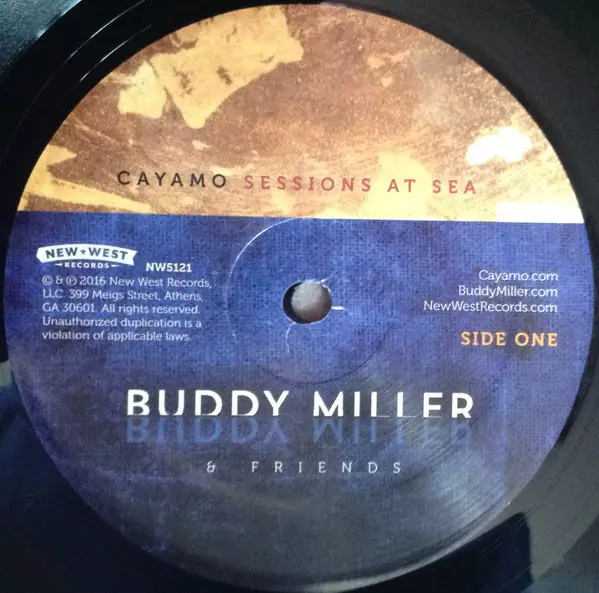 CAYAMO SESSIONS AT SEA
NEW★WEST
RECORDS
NW5121
© & ℗ 2016 New West Records,
LLC. 399 Meigs Street, Athens,
GA 30601. All rights reserved.
Unauthorized duplication is a
violation of applicable laws.
Cayamo.com
BuddyMiller.com
NewWestRecords.com
SIDE ONE
BUDDY MILLER
& FRIENDS